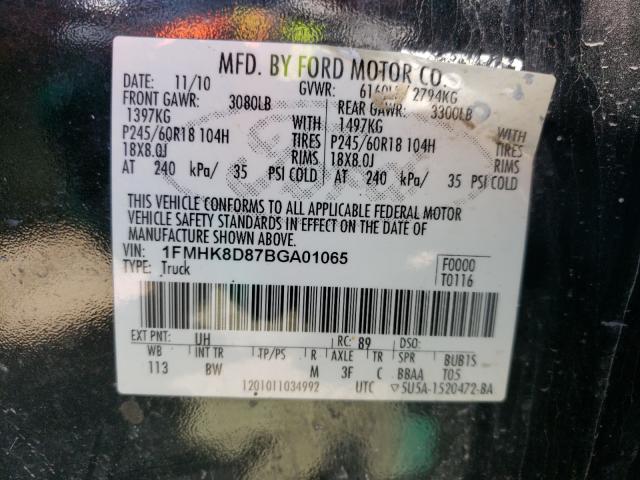 MFD. BY FORD MOTOR CO.
DATE: 11/10 GVWR: 6160LB/ 2794KG
FRONT GAWR: 3080LB REAR GAWR: 3300LB
1397KG WITH 1497KG WITH
P245/60R18 104H TIRES P245/60R18 104H TIRES
18X8.0J RIMS 18X8.0J RIMS
AT 240 kPa/ 35 PSI COLD AT 240 kPa/ 35 PSI COLD
THIS VEHICLE CONFORMS TO ALL APPLICABLE FEDERAL MOTOR
VEHICLE SAFETY STANDARDS IN EFFECT ON THE DATE OF
MANUFACTURE SHOWN ABOVE.
VIN: 1FMHK8D87BGA01065 F0000
TYPE: Truck T0116
EXT PNT: UH RC: 89 DSO:
WB INT TR TP/PS R AXLE TR SPR BUB1S
113 BW M 3F C BBAA T05
1201011034992 UTC ▽5U5A-1520472-BA